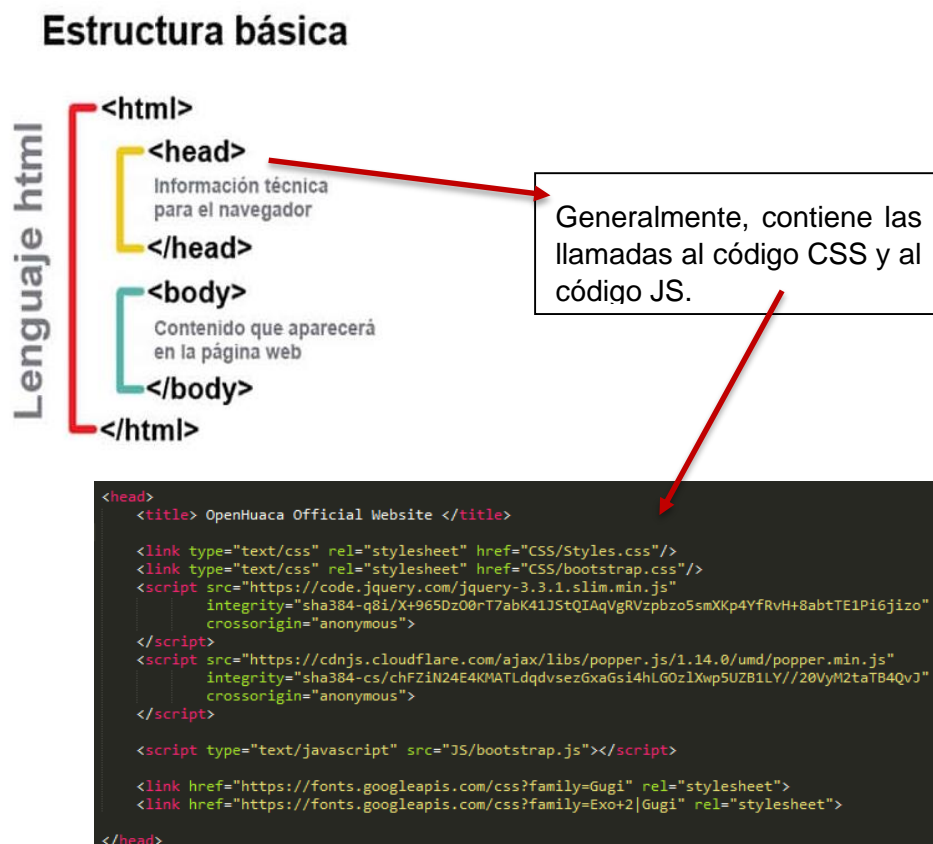 Estructura básica
Lenguaje html
<html>
<head>
Información técnica
para el navegador
</head>
<body>
Contenido que aparecerá
en la página web
</body>
</html>
Generalmente, contiene las
llamadas al código CSS y al
código JS.
<head>
<title> OpenHuaca Official Website </title>
<link type="text/css" rel="stylesheet" href="CSS/Styles.css"/>
<link type="text/css" rel="stylesheet" href="CSS/bootstrap.css"/>
<script src="https://code.jquery.com/jquery-3.3.1.slim.min.js"
integrity="sha384-q8i/X+965DzO0rT7abK41JStQIAqVgRVzpbzo5smXKp4YfRvH+8abtTE1Pi6jizo"
crossorigin="anonymous">
</script>
<script src="https://cdnjs.cloudflare.com/ajax/libs/popper.js/1.14.0/umd/popper.min.js"
integrity="sha384-cs/chFZiN24E4KMATLdqdvsezGxaGsi4hLGOzlXwp5UZB1LY//20VyM2taTB4QvJ"
crossorigin="anonymous">
</script>
<script type="text/javascript" src="JS/bootstrap.js"></script>
<link href="https://fonts.googleapis.com/css?family=Gugi" rel="stylesheet">
<link href="https://fonts.googleapis.com/css?family=Exo+2|Gugi" rel="stylesheet">
</head>